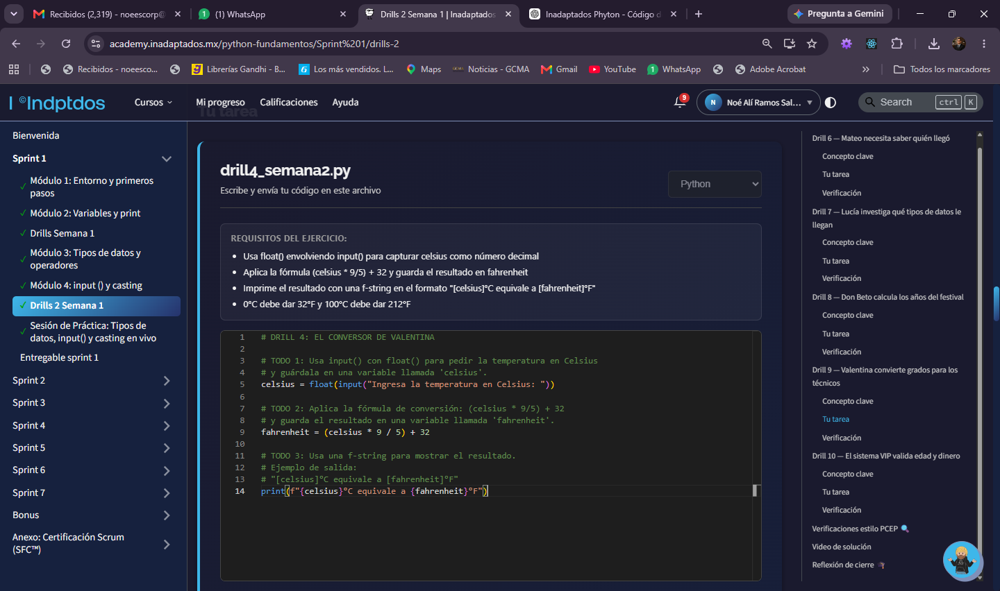 Recibidos (2,319) - noeescorp@
(1) WhatsApp
Drills 2 Semana 1 | Inadaptados
Inadaptados Phyton - Código d
Pregunta a Gemini
academy.inadaptados.mx/python-fundamentos/Sprint%201/drills-2
Recibidos - noeesco...
Librerías Gandhi - B...
Los más vendidos. L...
Maps
Noticias - GCMA
Gmail
YouTube
WhatsApp
Adobe Acrobat
Todos los marcadores
I ©Indptdos
Cursos
Mi progreso
Calificaciones
Ayuda
9
N
Noé Alí Ramos Sal...
Search
ctrl K
Tu tarea
Bienvenida
Sprint 1
Módulo 1: Entorno y primeros
pasos
Módulo 2: Variables y print
Drills Semana 1
Módulo 3: Tipos de datos y
operadores
Módulo 4: input () y casting
Drills 2 Semana 1
Sesión de Práctica: Tipos de
datos, input() y casting en vivo
Entregable sprint 1
Sprint 2
Sprint 3
Sprint 4
Sprint 5
Sprint 6
Sprint 7
Bonus
Anexo: Certificación Scrum
(SFC™)
drill4_semana2.py
Escribe y envía tu código en este archivo
Python
REQUISITOS DEL EJERCICIO:
• Usa float() envolviendo input() para capturar celsius como número decimal
• Aplica la fórmula (celsius * 9/5) + 32 y guarda el resultado en fahrenheit
• Imprime el resultado con una f-string en el formato "[celsius]°C equivale a [fahrenheit]°F"
• 0°C debe dar 32°F y 100°C debe dar 212°F
1 # DRILL 4: EL CONVERSOR DE VALENTINA
2
3 # TODO 1: Usa input() con float() para pedir la temperatura en Celsius
4 # y guárdala en una variable llamada 'celsius'.
5 celsius = float(input("Ingresa la temperatura en Celsius: "))
6
7 # TODO 2: Aplica la fórmula de conversión: (celsius * 9/5) + 32
8 # y guarda el resultado en una variable llamada 'fahrenheit'.
9 fahrenheit = (celsius * 9 / 5) + 32
10
11 # TODO 3: Usa una f-string para mostrar el resultado.
12 # Ejemplo de salida:
13 # "[celsius]°C equivale a [fahrenheit]°F"
14 print(f"{celsius}°C equivale a {fahrenheit}°F")
Drill 6 — Mateo necesita saber quién llegó
Concepto clave
Tu tarea
Verificación
Drill 7 — Lucía investiga qué tipos de datos le
llegan
Concepto clave
Tu tarea
Verificación
Drill 8 — Don Beto calcula los años del festival
Concepto clave
Tu tarea
Verificación
Drill 9 — Valentina convierte grados para los
técnicos
Concepto clave
Tu tarea
Verificación
Drill 10 — El sistema VIP valida edad y dinero
Concepto clave
Tu tarea
Verificación
Verificaciones estilo PCEP
Video de solución
Reflexión de cierre